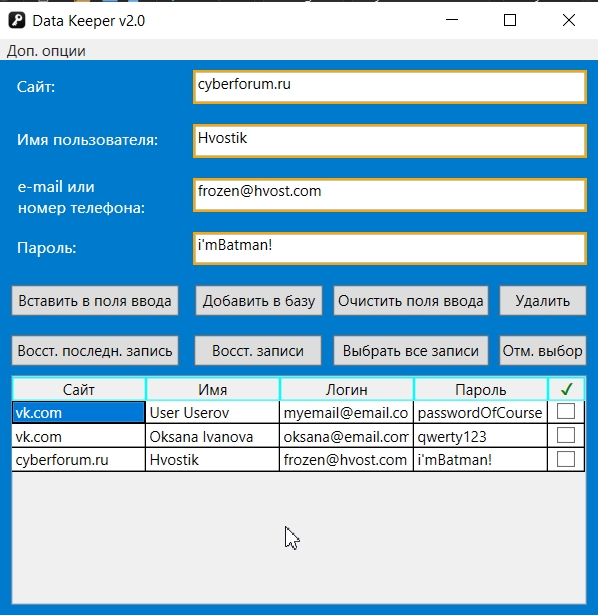 Data Keeper v2.0
Доп. опции
Сайт: cyberforum.ru
Имя пользователя: Hvostik
e-mail или
номер телефона: frozen@hvost.com
Пароль: i'mBatman!
Вставить в поля ввода Добавить в базу Очистить поля ввода Удалить
Восст. последн. запись Восст. записи Выбрать все записи Отм. выбор
Сайт Имя Логин Пароль ✓
vk.com User Userov myemail@email.co passwordOfCourse
vk.com Oksana Ivanova oksana@email.com qwerty123
cyberforum.ru Hvostik frozen@hvost.com i'mBatman!